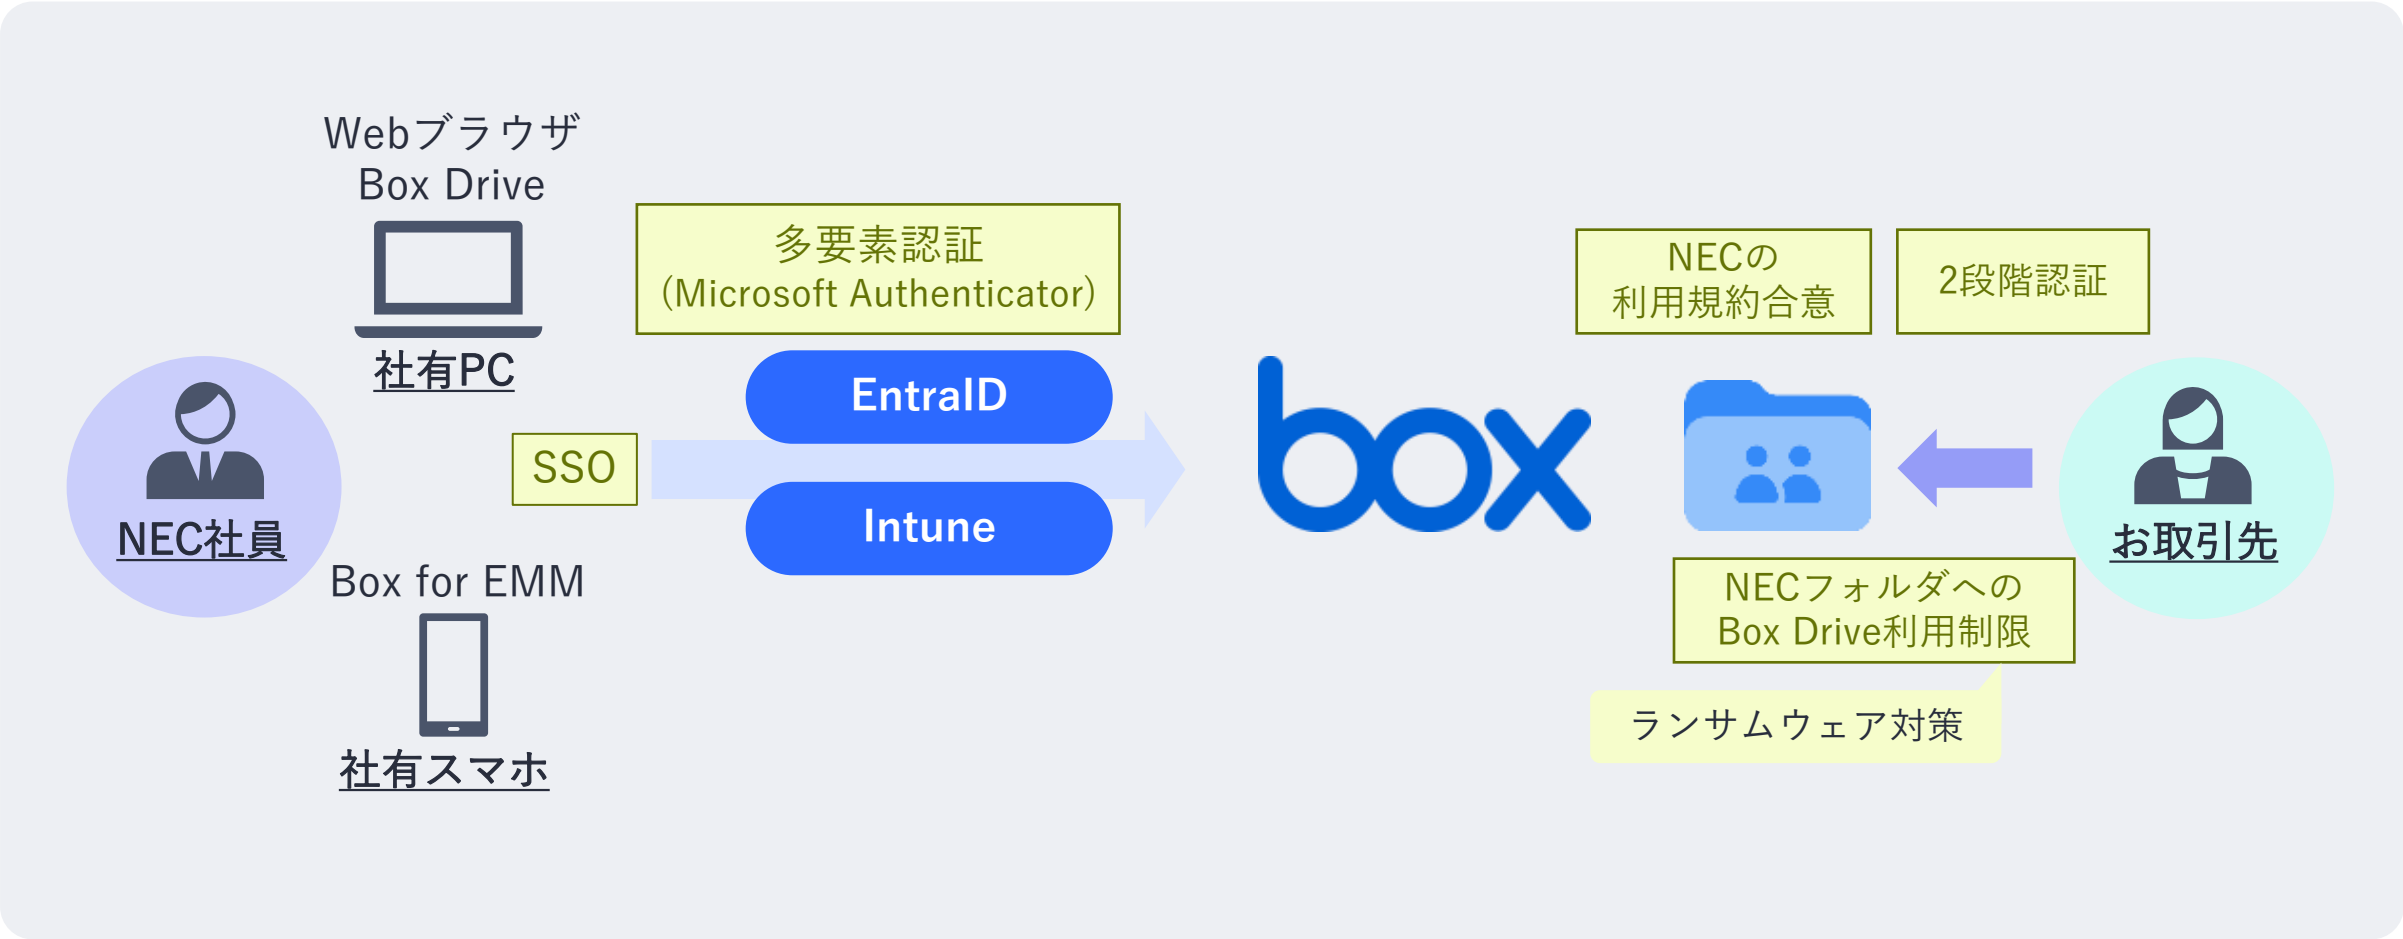 Webブラウザ
Box Drive
社有PC
NEC社員
Box for EMM
社有スマホ
SSO
多要素認証
(Microsoft Authenticator)
EntraID
Intune
box
NECの
利用規約合意
2段階認証
お取引先
NECフォルダへの
Box Drive利用制限
ランサムウェア対策